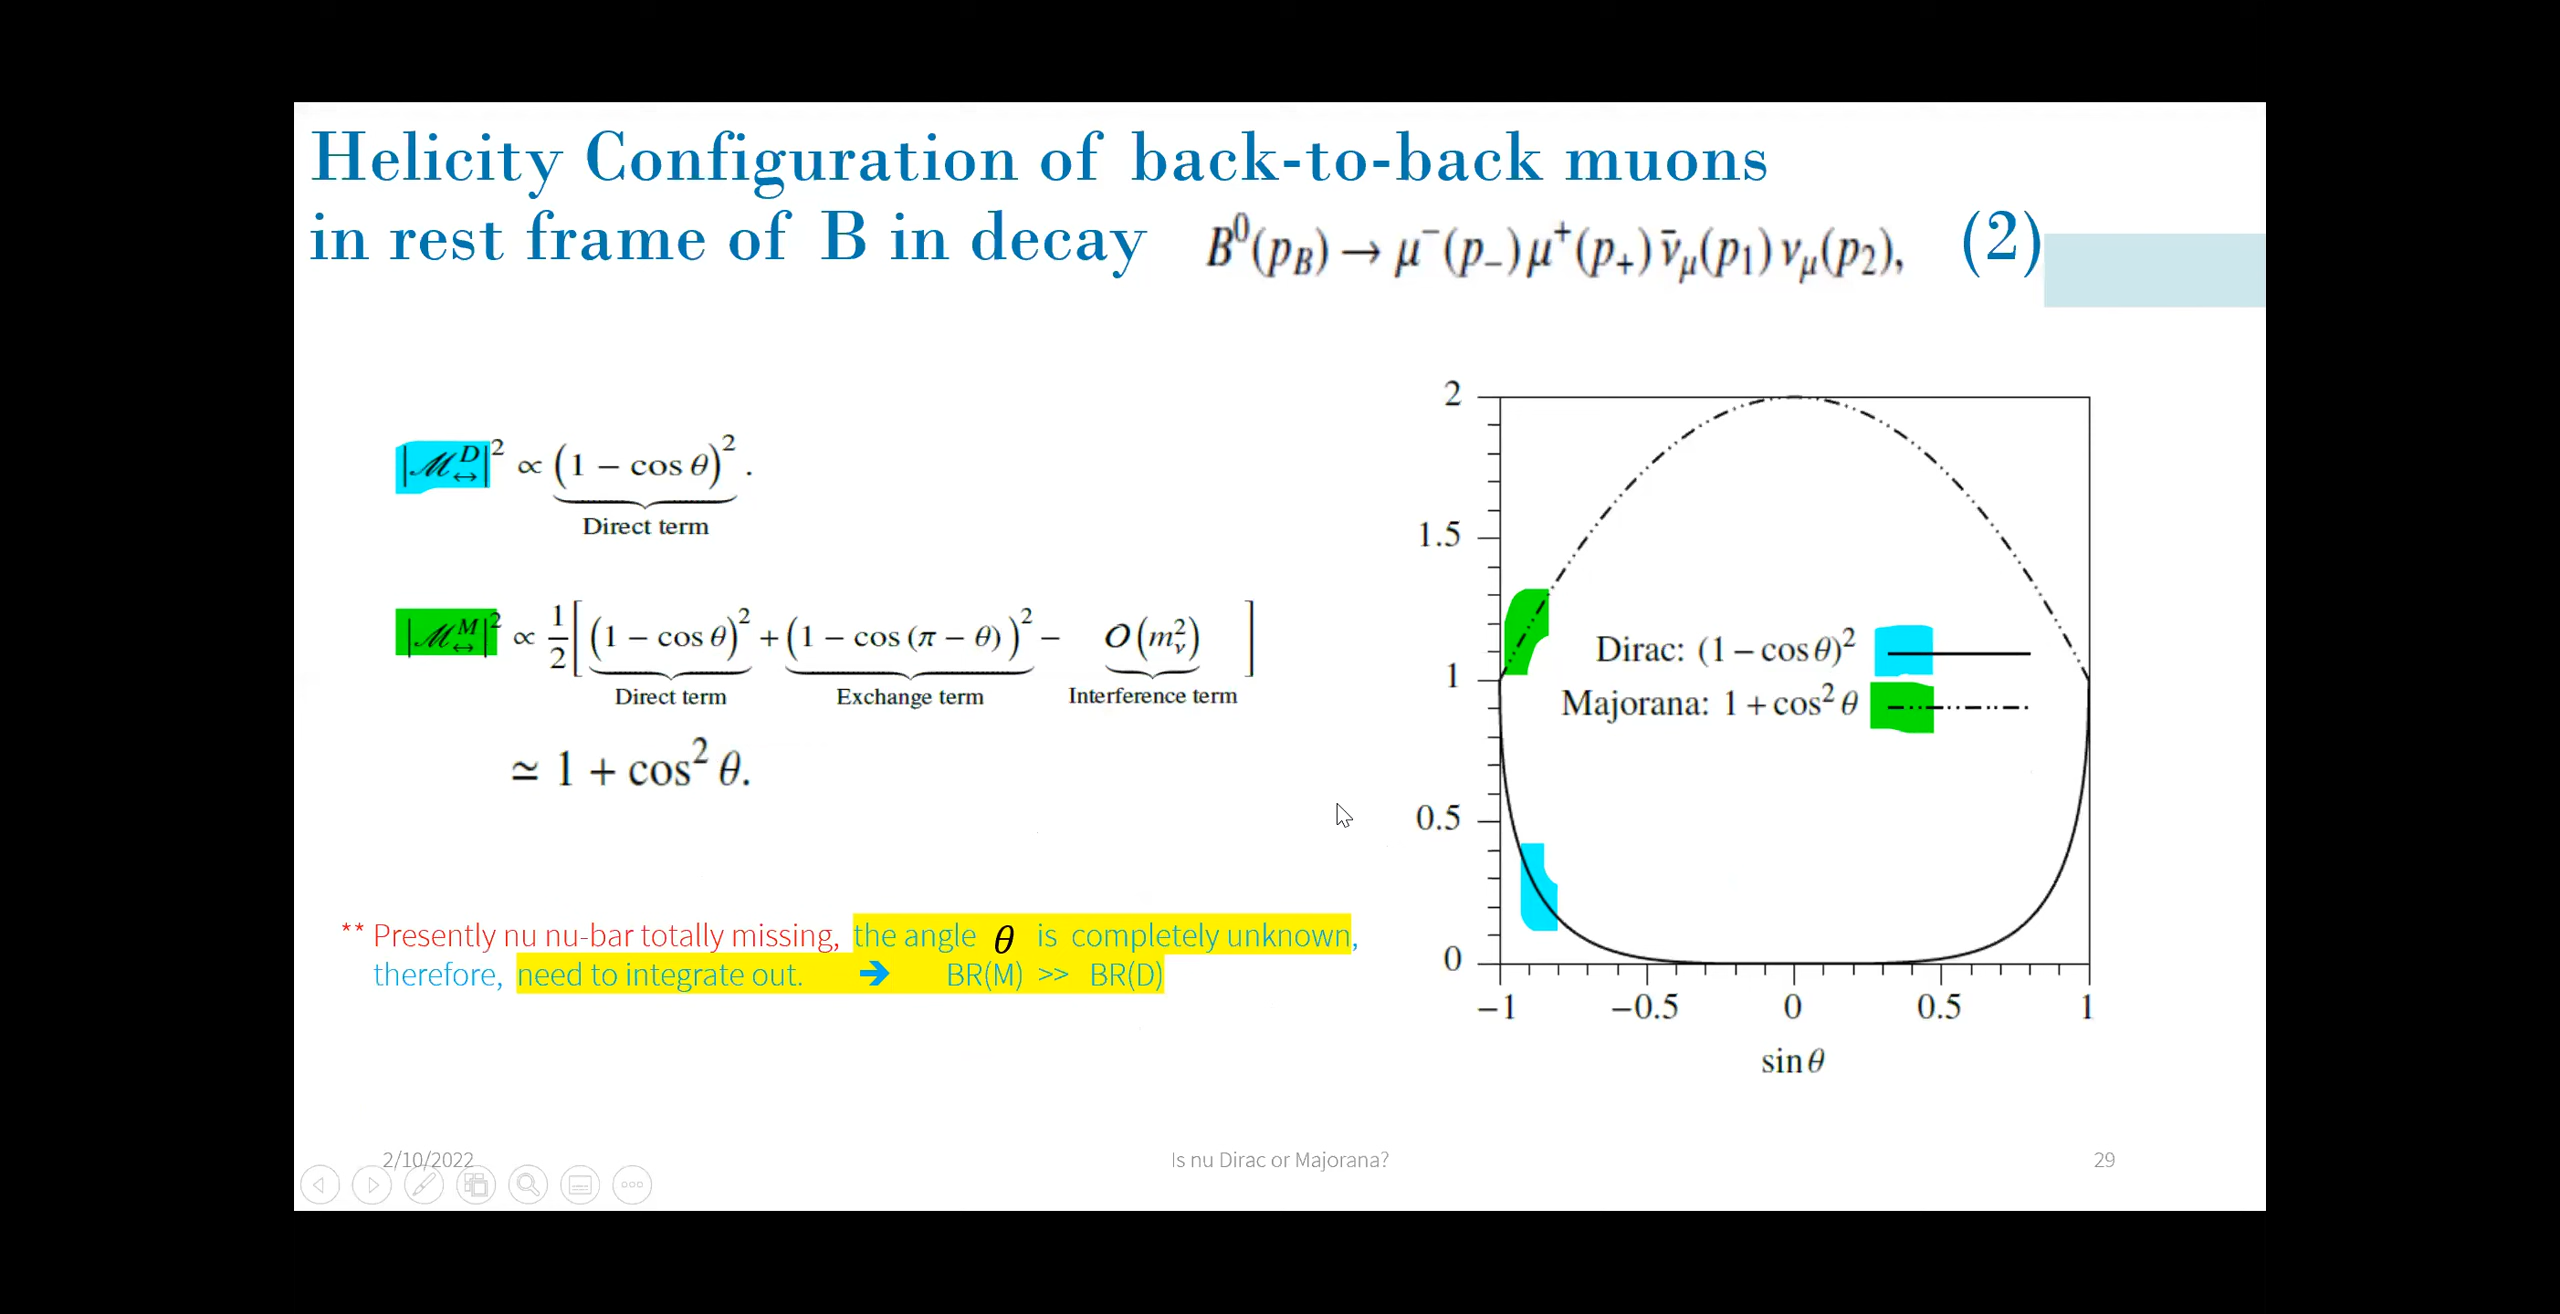 Helicity Configuration of back-to-back muons
in rest frame of B in decay B⁰(p_B) → μ⁻(p₋) μ⁺(p₊) ν̄_μ(p₁) ν_μ(p₂), (2)
|ℳ^D_↔|² ∝ (1 − cos θ)².
Direct term
|ℳ^M_↔|² ∝ 1/2 [ (1 − cos θ)² + (1 − cos (π − θ))² − 𝒪(m_ν²) ]
Direct term Exchange term Interference term
≃ 1 + cos² θ.
** Presently nu nu-bar totally missing, the angle θ is completely unknown,
therefore, need to integrate out. ➔ BR(M) >> BR(D)
2
1.5
1
0.5
0
Dirac: (1 − cos θ)²
Majorana: 1 + cos² θ
−1 −0.5 0 0.5 1
sin θ
2/10/2022 Is nu Dirac or Majorana? 29